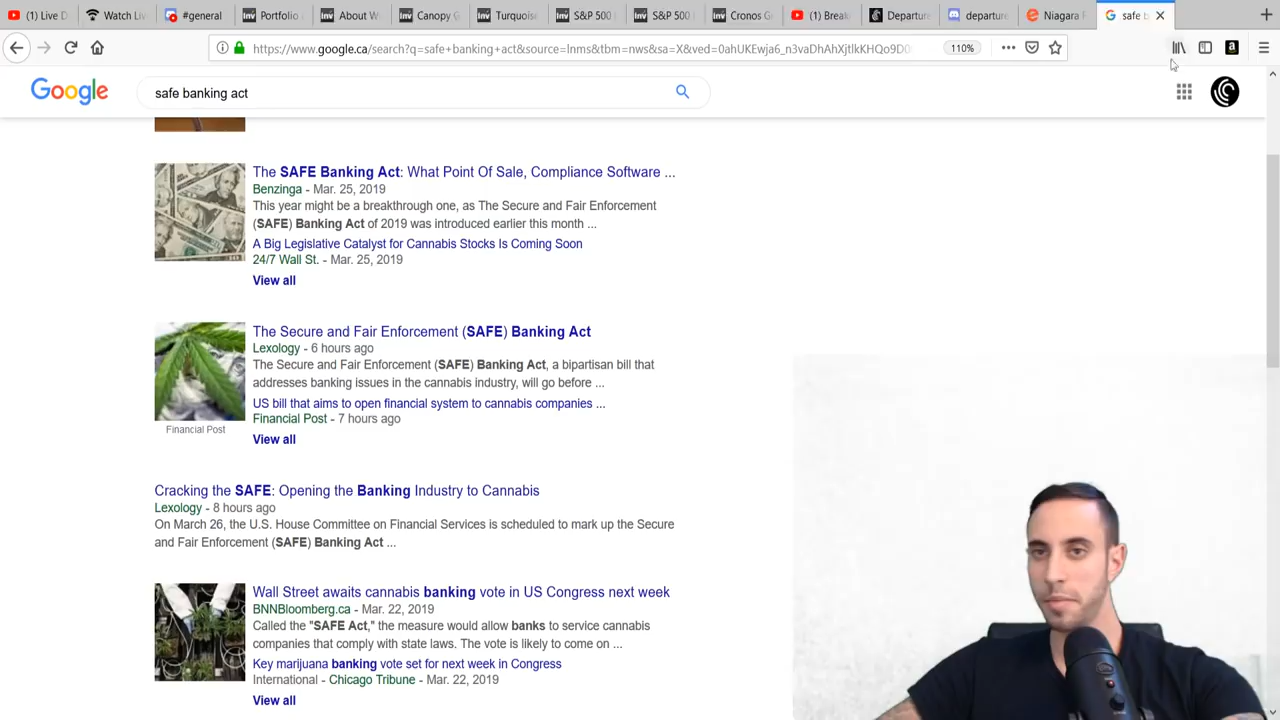 Live D
Watch Li
#general
Portfolio
About W
Canopy G
Turquoise
S&P 500
S&P 500
Cronos G
Break
Departur
departure
Niagara F
safe b
https://www.google.ca/search?q=safe+banking+act&source=lnms&tbm=nws&sa=X&ved=0ahUKEwja6_n3vaDhAhXjtlkKHQo9D0
110%
Google
safe banking act
The SAFE Banking Act: What Point Of Sale, Compliance Software ...
Benzinga - Mar. 25, 2019
This year might be a breakthrough one, as The Secure and Fair Enforcement
(SAFE) Banking Act of 2019 was introduced earlier this month ...
A Big Legislative Catalyst for Cannabis Stocks Is Coming Soon
24/7 Wall St. - Mar. 25, 2019
View all
The Secure and Fair Enforcement (SAFE) Banking Act
Lexology - 6 hours ago
The Secure and Fair Enforcement (SAFE) Banking Act, a bipartisan bill that
addresses banking issues in the cannabis industry, will go before ...
US bill that aims to open financial system to cannabis companies ...
Financial Post - 7 hours ago
Financial Post
View all
Cracking the SAFE: Opening the Banking Industry to Cannabis
Lexology - 8 hours ago
On March 26, the U.S. House Committee on Financial Services is scheduled to mark up the Secure
and Fair Enforcement (SAFE) Banking Act ...
Wall Street awaits cannabis banking vote in US Congress next week
BNNBloomberg.ca - Mar. 22, 2019
Called the "SAFE Act," the measure would allow banks to service cannabis
companies that comply with state laws. The vote is likely to come on ...
Key marijuana banking vote set for next week in Congress
International - Chicago Tribune - Mar. 22, 2019
View all